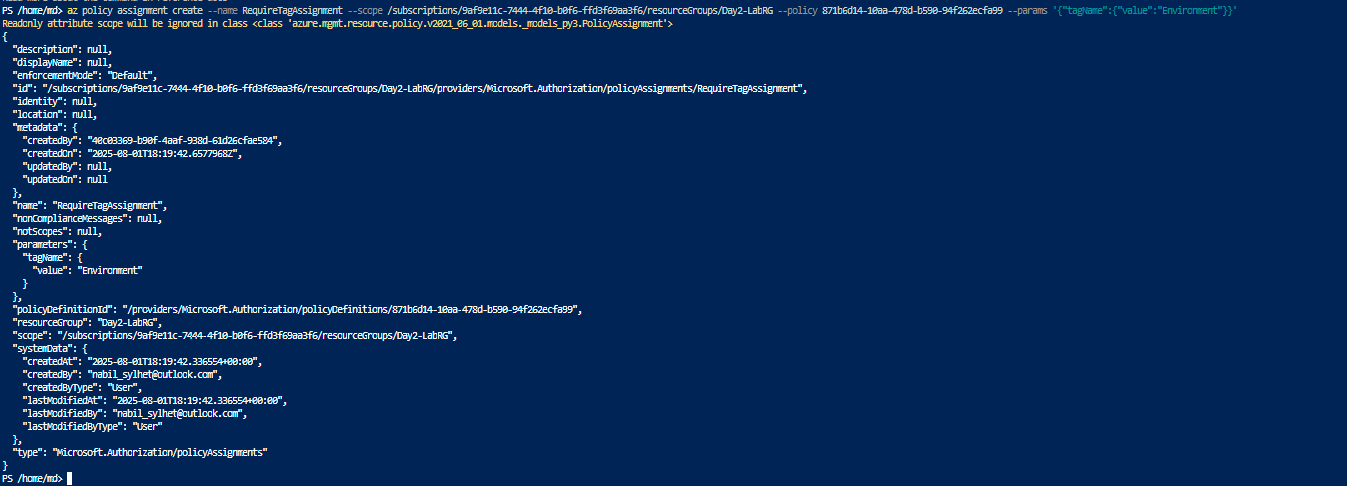 PS /home/md> az policy assignment create --name RequireTagAssignment --scope /subscriptions/9af9e11c-7444-4f10-b0f6-ffd3f69aa3f6/resourceGroups/Day2-LabRG --policy 871b6d14-10aa-478d-b590-94f262ecfa99 --params '{"tagName":{"value":"Environment"}}'
Readonly attribute scope will be ignored in class <class 'azure.mgmt.resource.policy.v2021_06_01.models._models_py3.PolicyAssignment'>
{
  "description": null,
  "displayName": null,
  "enforcementMode": "Default",
  "id": "/subscriptions/9af9e11c-7444-4f10-b0f6-ffd3f69aa3f6/resourceGroups/Day2-LabRG/providers/Microsoft.Authorization/policyAssignments/RequireTagAssignment",
  "identity": null,
  "location": null,
  "metadata": {
    "createdBy": "40c03369-b90f-4aaf-938d-61d26cfae584",
    "createdOn": "2025-08-01T18:19:42.6577968Z",
    "updatedBy": null,
    "updatedOn": null
  },
  "name": "RequireTagAssignment",
  "nonComplianceMessages": null,
  "notScopes": null,
  "parameters": {
    "tagName": {
      "value": "Environment"
    }
  },
  "policyDefinitionId": "/providers/Microsoft.Authorization/policyDefinitions/871b6d14-10aa-478d-b590-94f262ecfa99",
  "resourceGroup": "Day2-LabRG",
  "scope": "/subscriptions/9af9e11c-7444-4f10-b0f6-ffd3f69aa3f6/resourceGroups/Day2-LabRG",
  "systemData": {
    "createdAt": "2025-08-01T18:19:42.336554+00:00",
    "createdBy": "nabil_sylhet@outlook.com",
    "createdByType": "User",
    "lastModifiedAt": "2025-08-01T18:19:42.336554+00:00",
    "lastModifiedBy": "nabil_sylhet@outlook.com",
    "lastModifiedByType": "User"
  },
  "type": "Microsoft.Authorization/policyAssignments"
}
PS /home/md>